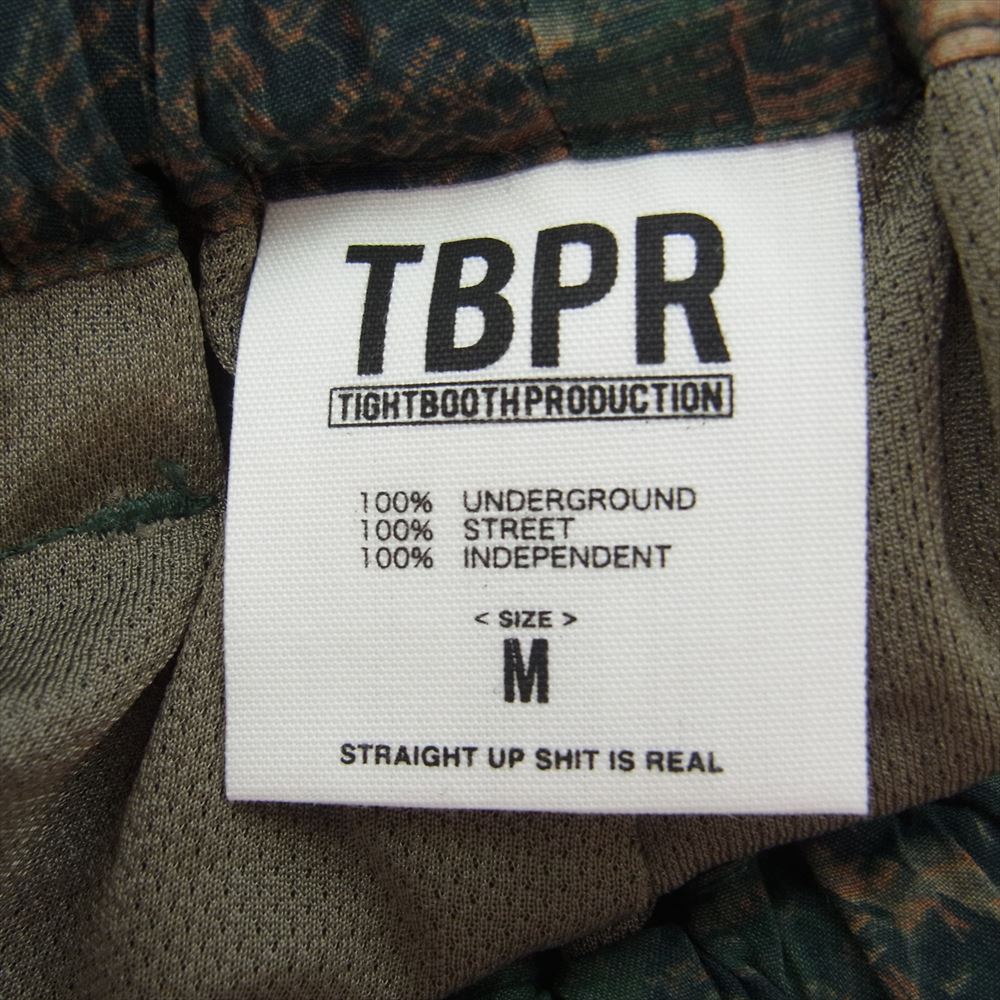 TBPR
TIGHTBOOTHPRODUCTION
100% UNDERGROUND
100% STREET
100% INDEPENDENT
< SIZE >
M
STRAIGHT UP SHIT IS REAL